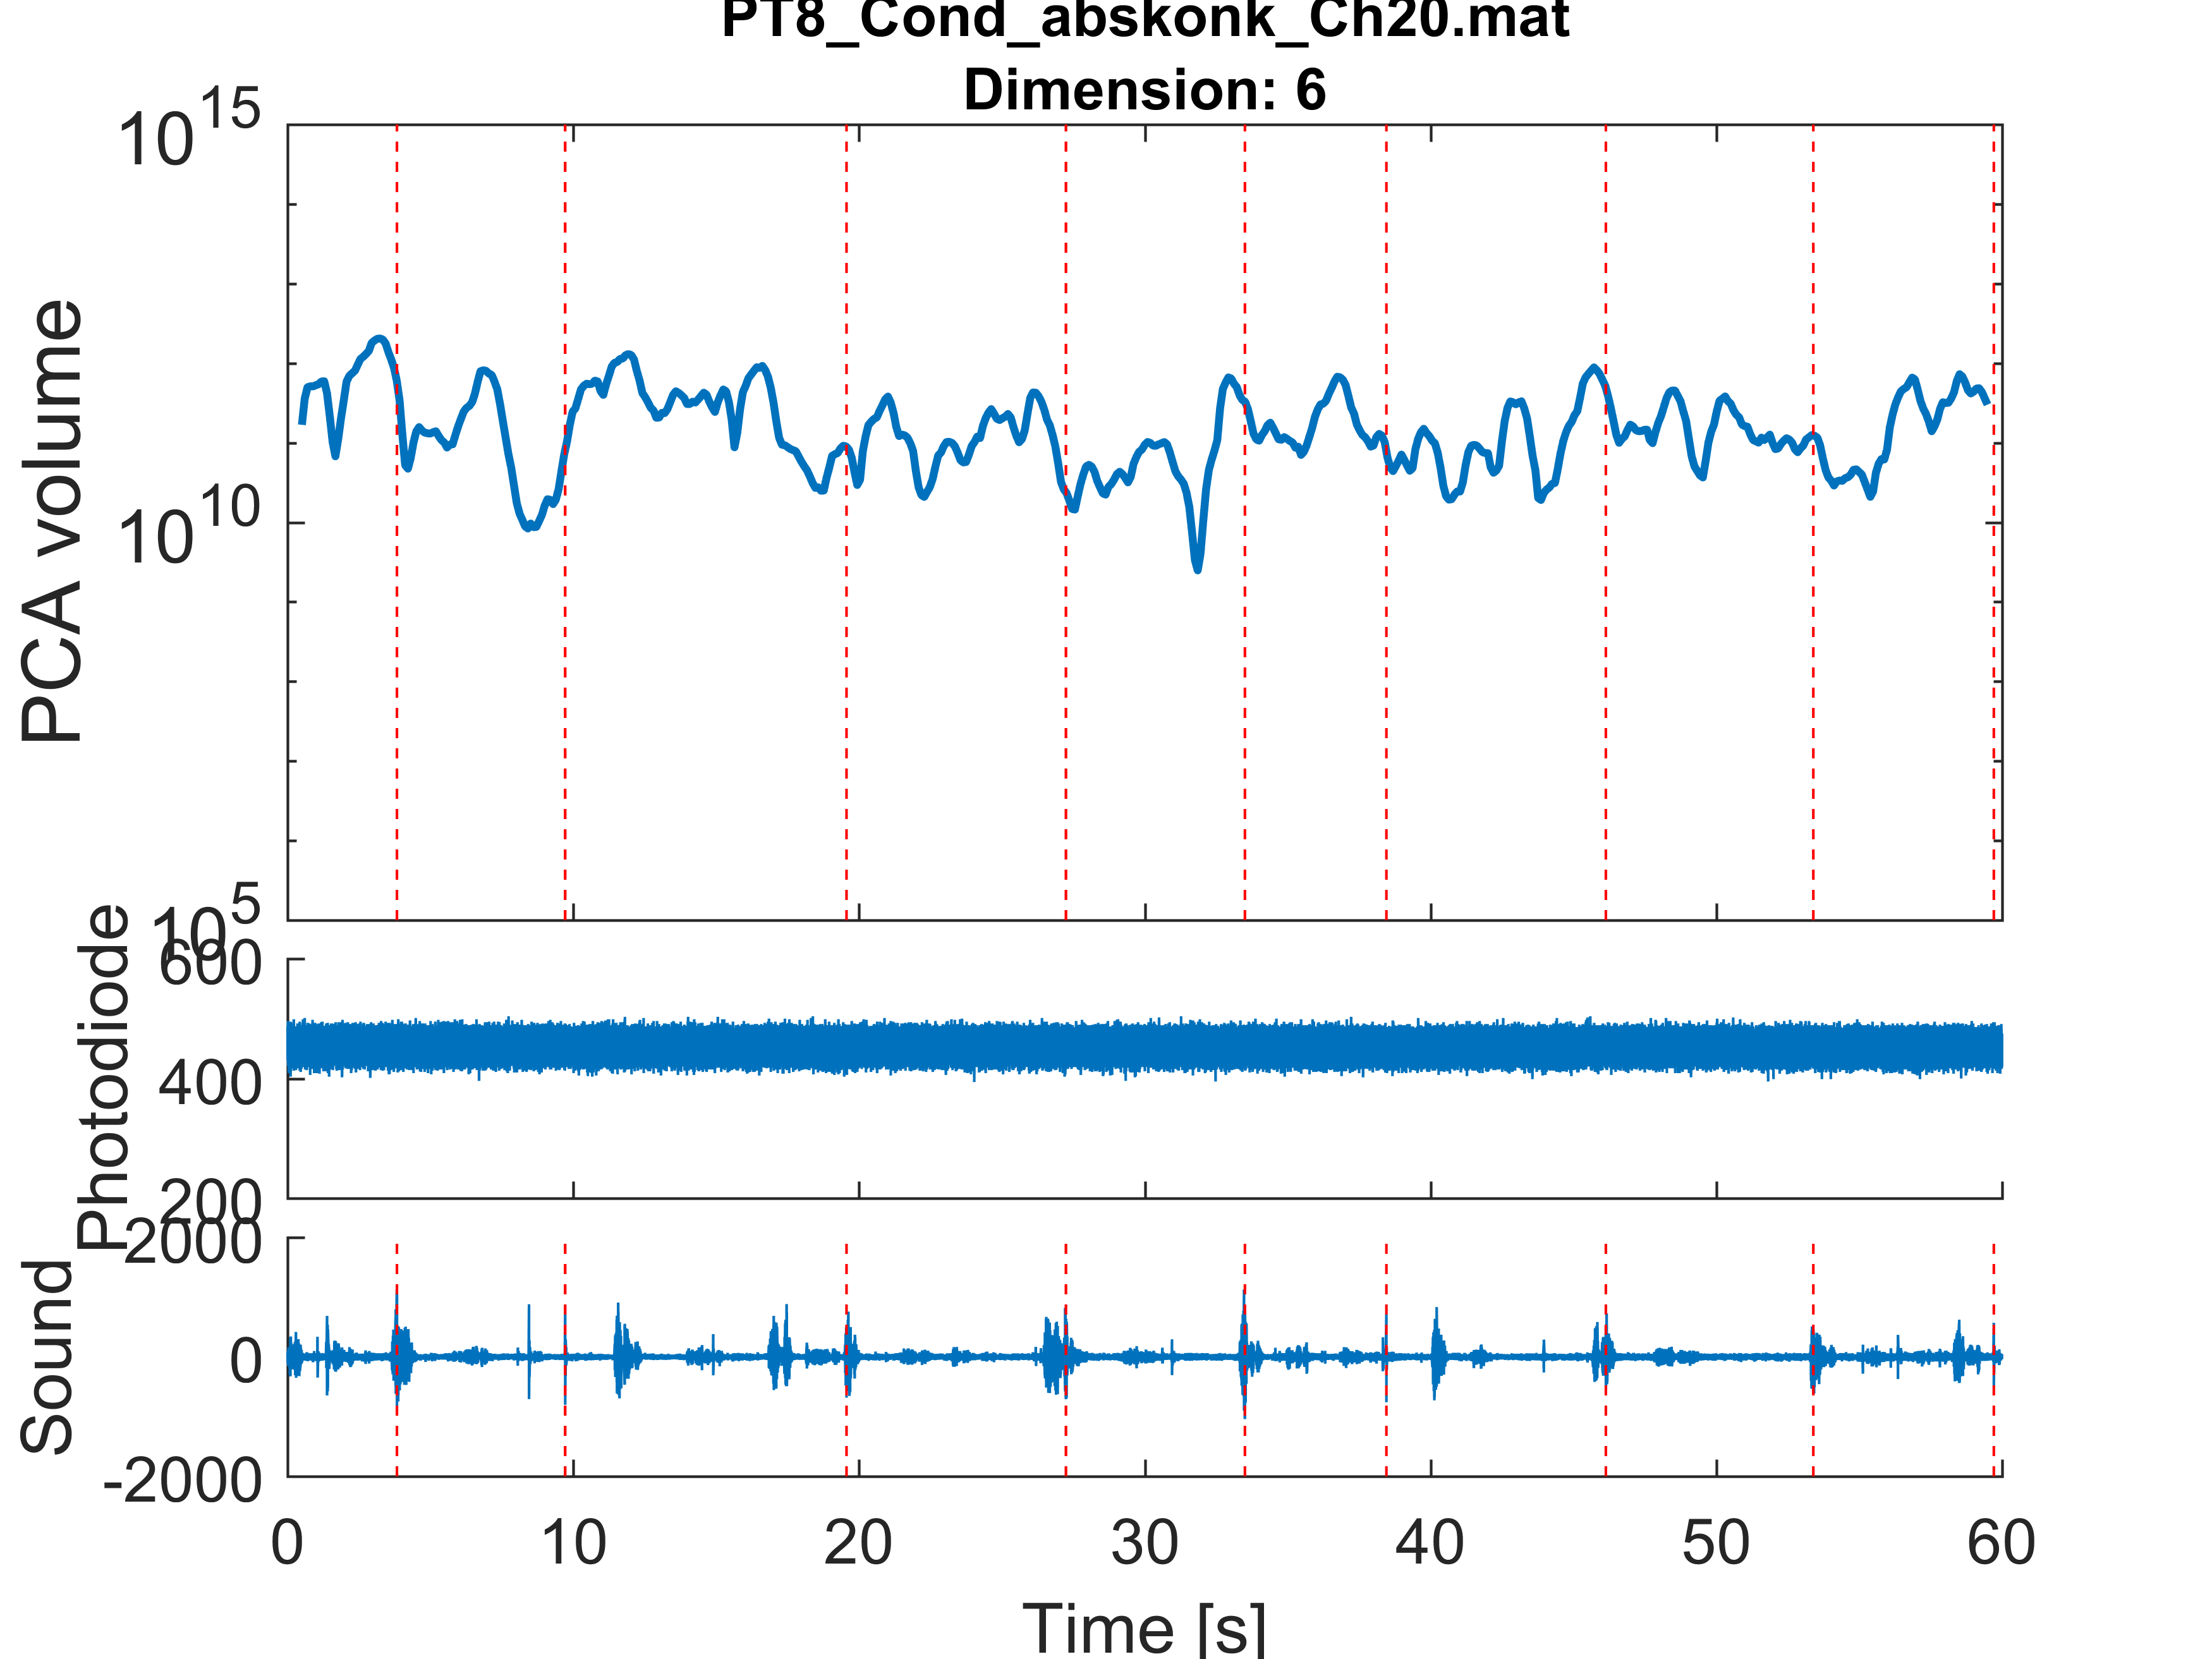 PT8_Cond_abskonk_Ch20.mat
Dimension: 6
PCA volume
10^15
10^10
10^5
Photodiode
600
400
200
Sound
2000
0
-2000
0 10 20 30 40 50 60
Time [s]